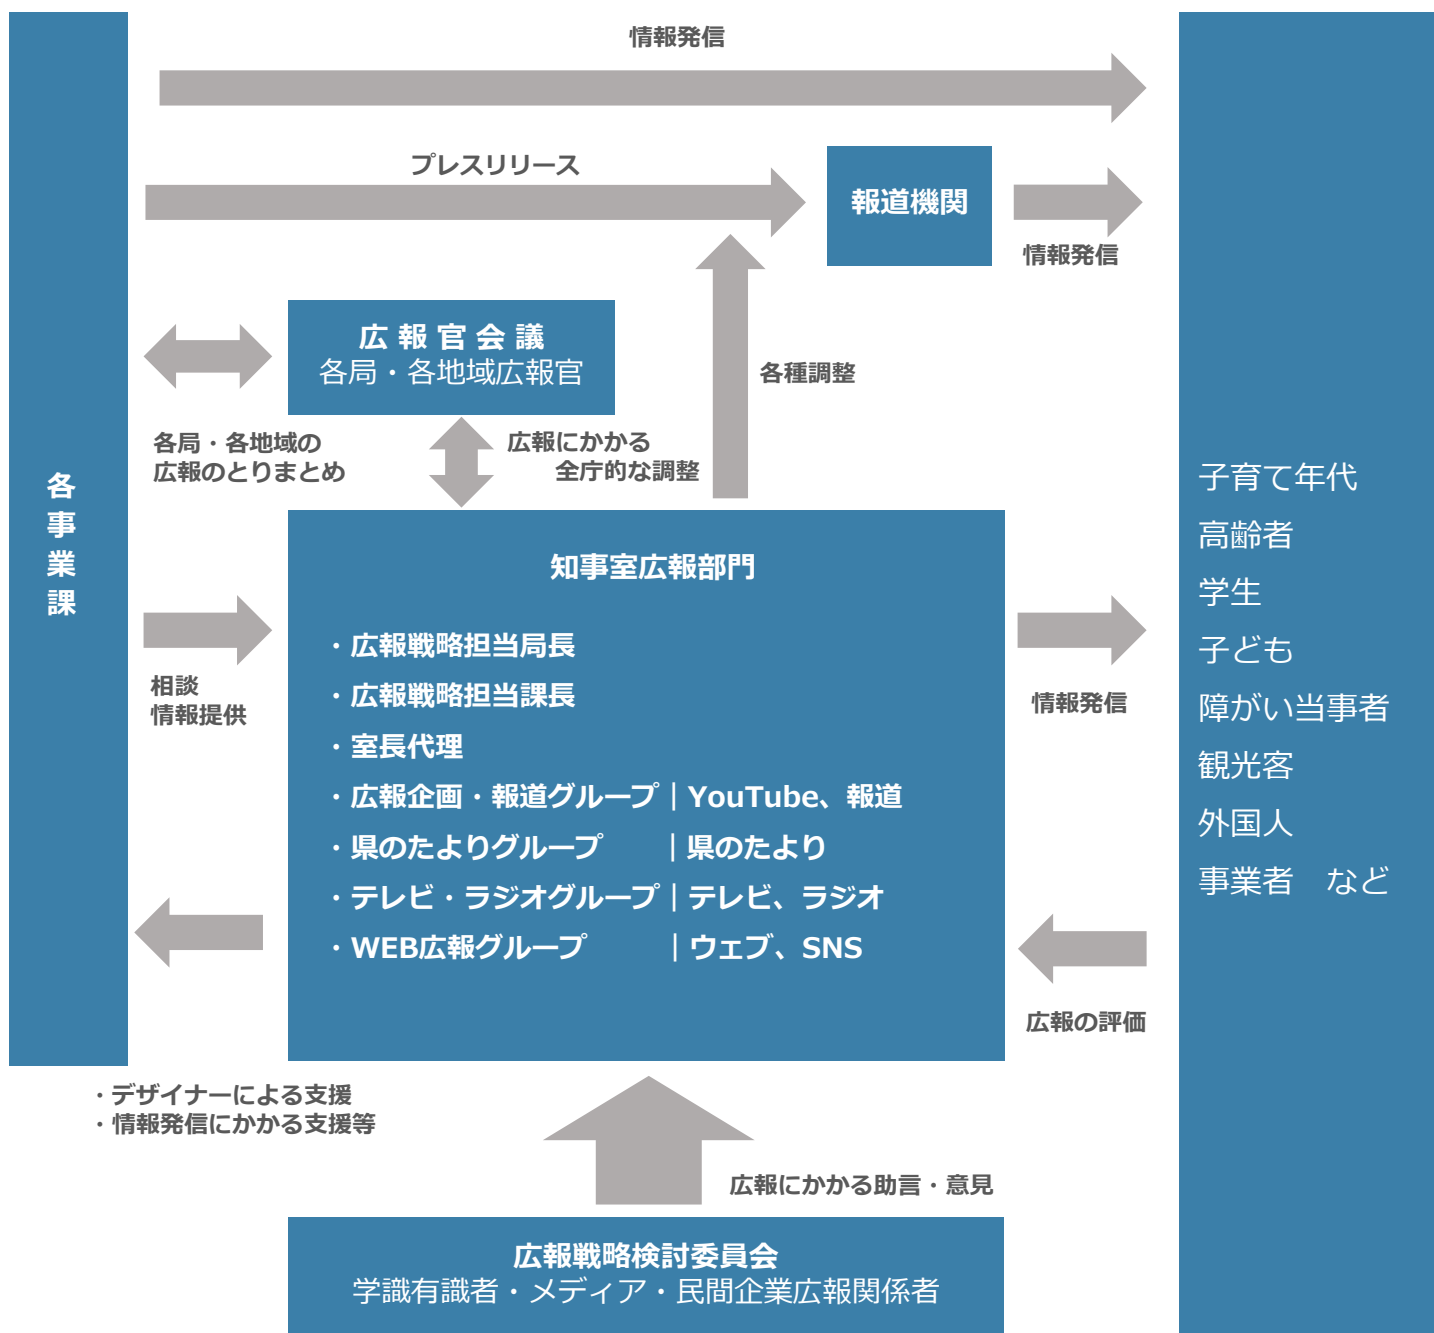 情報発信
プレスリリース
報道機関
情報発信
広報官会議
各局・各地域広報官
各種調整
各局・各地域の
広報のとりまとめ
広報にかかる
全庁的な調整
各事業課
知事室広報部門
・広報戦略担当局長
・広報戦略担当課長
・室長代理
・広報企画・報道グループ｜YouTube、報道
・県のたよりグループ　　｜県のたより
・テレビ・ラジオグループ｜テレビ、ラジオ
・WEB広報グループ　　　｜ウェブ、SNS
相談
情報提供
情報発信
広報の評価
子育て年代
高齢者
学生
子ども
障がい当事者
観光客
外国人
事業者　など
・デザイナーによる支援
・情報発信にかかる支援等
広報にかかる助言・意見
広報戦略検討委員会
学識有識者・メディア・民間企業広報関係者